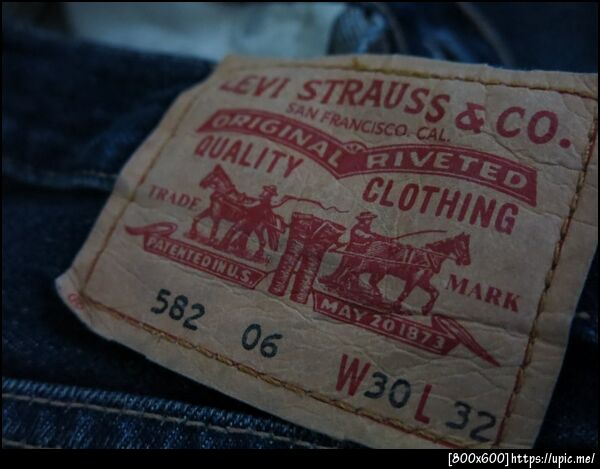 LEVI STRAUSS & CO.
SAN FRANCISCO, CAL.
ORIGINAL RIVETED
QUALITY CLOTHING
TRADE MARK
PATENTED IN U.S. MAY 20 1873
582 06 W30 L 32
[800x600]https://upic.me/